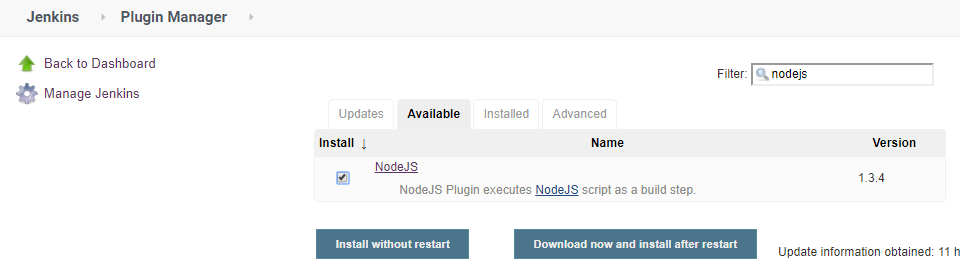 Jenkins Plugin Manager
Back to Dashboard
Manage Jenkins
Filter: nodejs
Updates Available Installed Advanced
Install ↓ Name Version
NodeJS
NodeJS Plugin executes NodeJS script as a build step.
1.3.4
Install without restart Download now and install after restart Update information obtained: 11 h